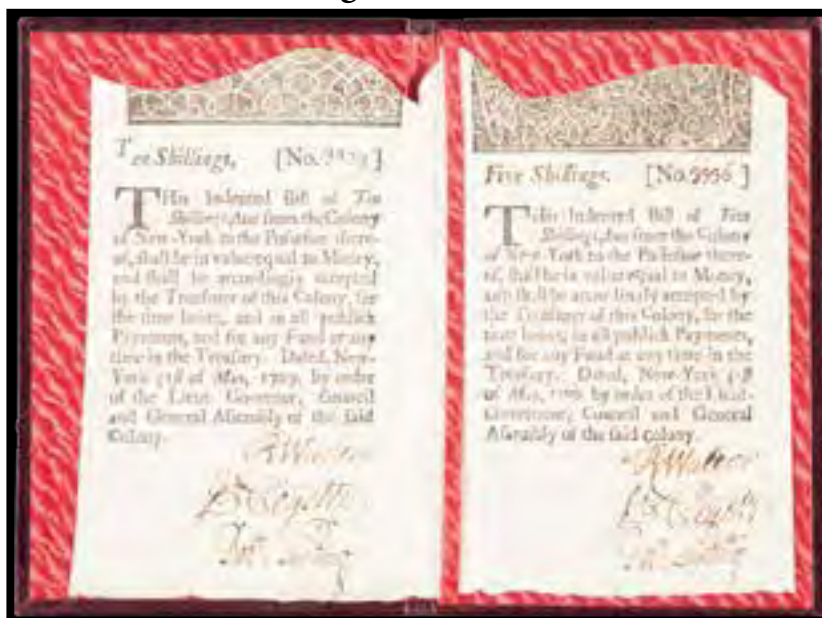 Ten Shillings. [No.
THis Indented Bill of Ten
Shillings, due from the Colony
of New-York to the Possessor there-
of, shall be in value equal to Money,
and shall be accordingly accepted
by the Treasurer of this Colony, for
the time being, in all publick
Payments, and for any Fund at any
time in the Treasury. Dated, New-
York of May, 1709. by order
of the Lieut. Governor, Council
and General Assembly of the said
Colony.
Five Shillings. [No. 9996 ]
THis Indented Bill of Five
Shillings, due from the Colony
of New-York to the Possessor there-
of, shall be in value equal to Money,
and shall be accordingly accepted by
the Treasurer of this Colony, for the
time being, in all publick Payments,
and for any Fund at any time in the
Treasury. Dated, New-York
of May, 1709. by order of the Lieut.
Governour, Council and General
Assembly of the said Colony.